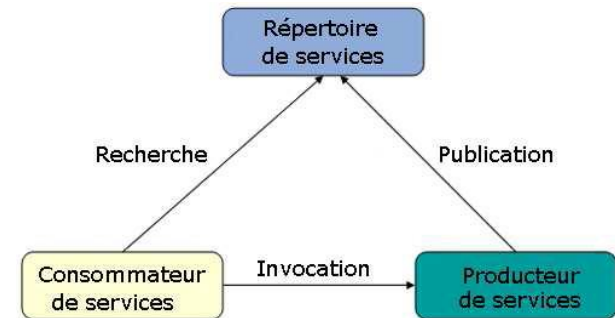 Répertoire
de services
Recherche
Publication
Consommateur
de services
Invocation
Producteur
de services